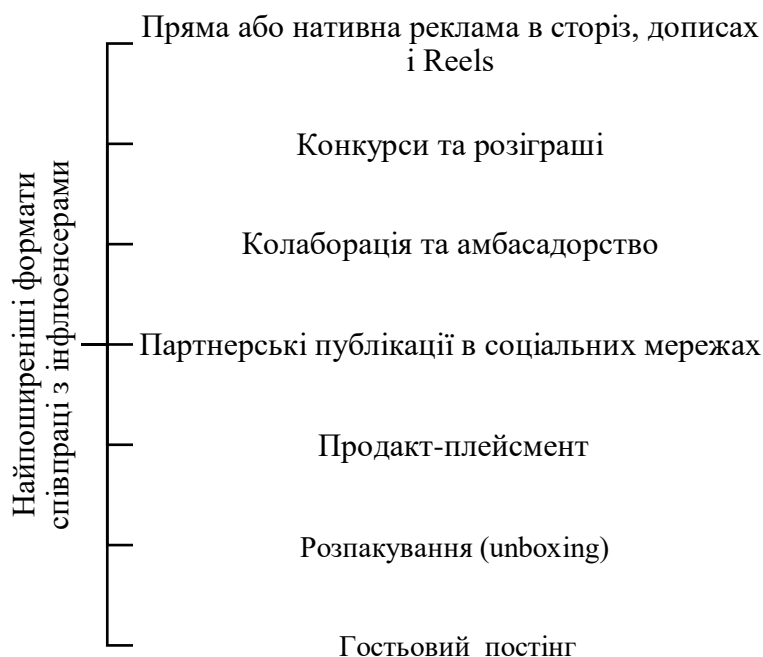 Найпоширеніші формати
співпраці з інфлюенсерами
Пряма або нативна реклама в сторіз, дописах
і Reels
Конкурси та розіграші
Колаборація та амбасадорство
Партнерські публікації в соціальних мережах
Продакт-плейсмент
Розпакування (unboxing)
Гостьовий постінг